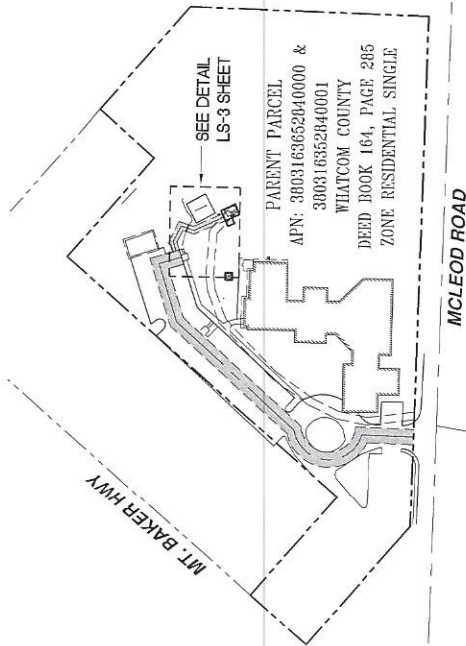 SEE DETAIL
LS-3 SHEET
PARENT PARCEL
APN: 3803163652840000 &
380316352840001
WHATCOM COUNTY
DEED BOOK 164, PAGE 285
ZONE RESIDENTIAL SINGLE
MT. BAKER HWY
MCLEOD ROAD